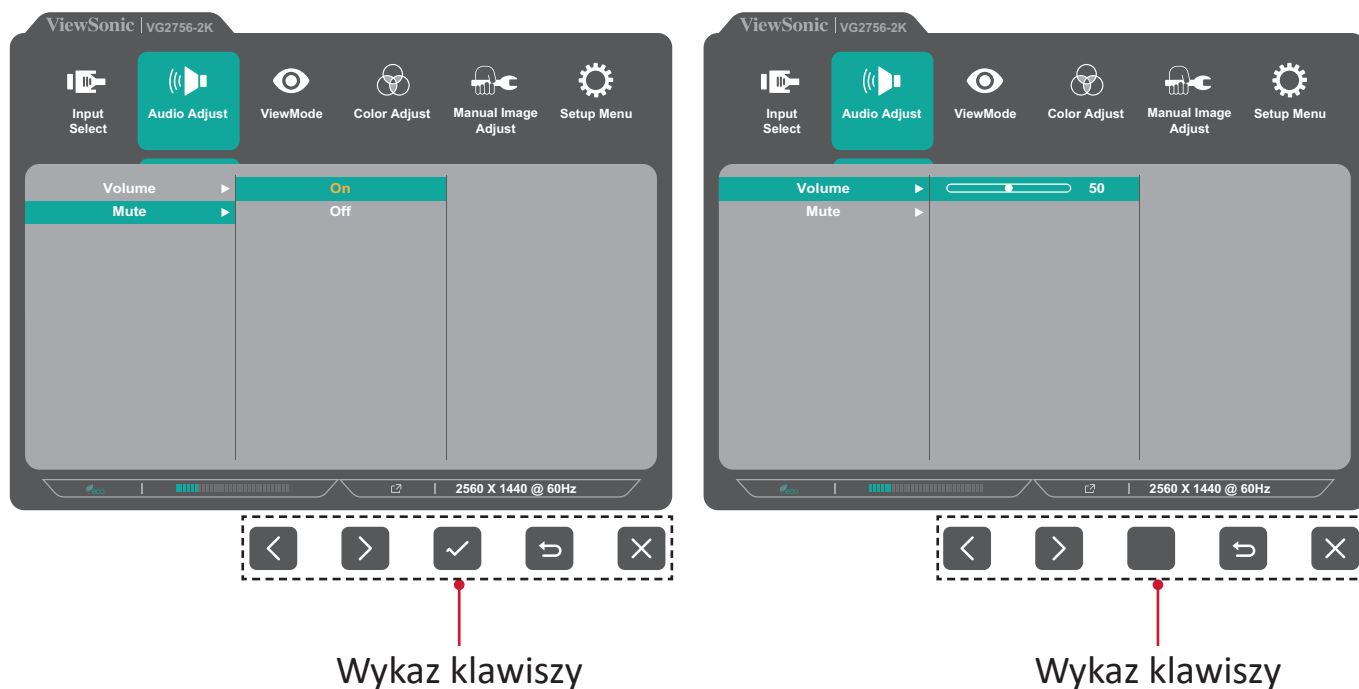 ViewSonic | VG2756-2K
Input
Select
Audio Adjust
ViewMode
Color Adjust
Manual Image
Adjust
Setup Menu
Volume
On
Mute
Off
eco
2560 X 1440 @ 60Hz
Wykaz klawiszy
ViewSonic | VG2756-2K
Input
Select
Audio Adjust
ViewMode
Color Adjust
Manual Image
Adjust
Setup Menu
Volume
50
Mute
eco
2560 X 1440 @ 60Hz
Wykaz klawiszy